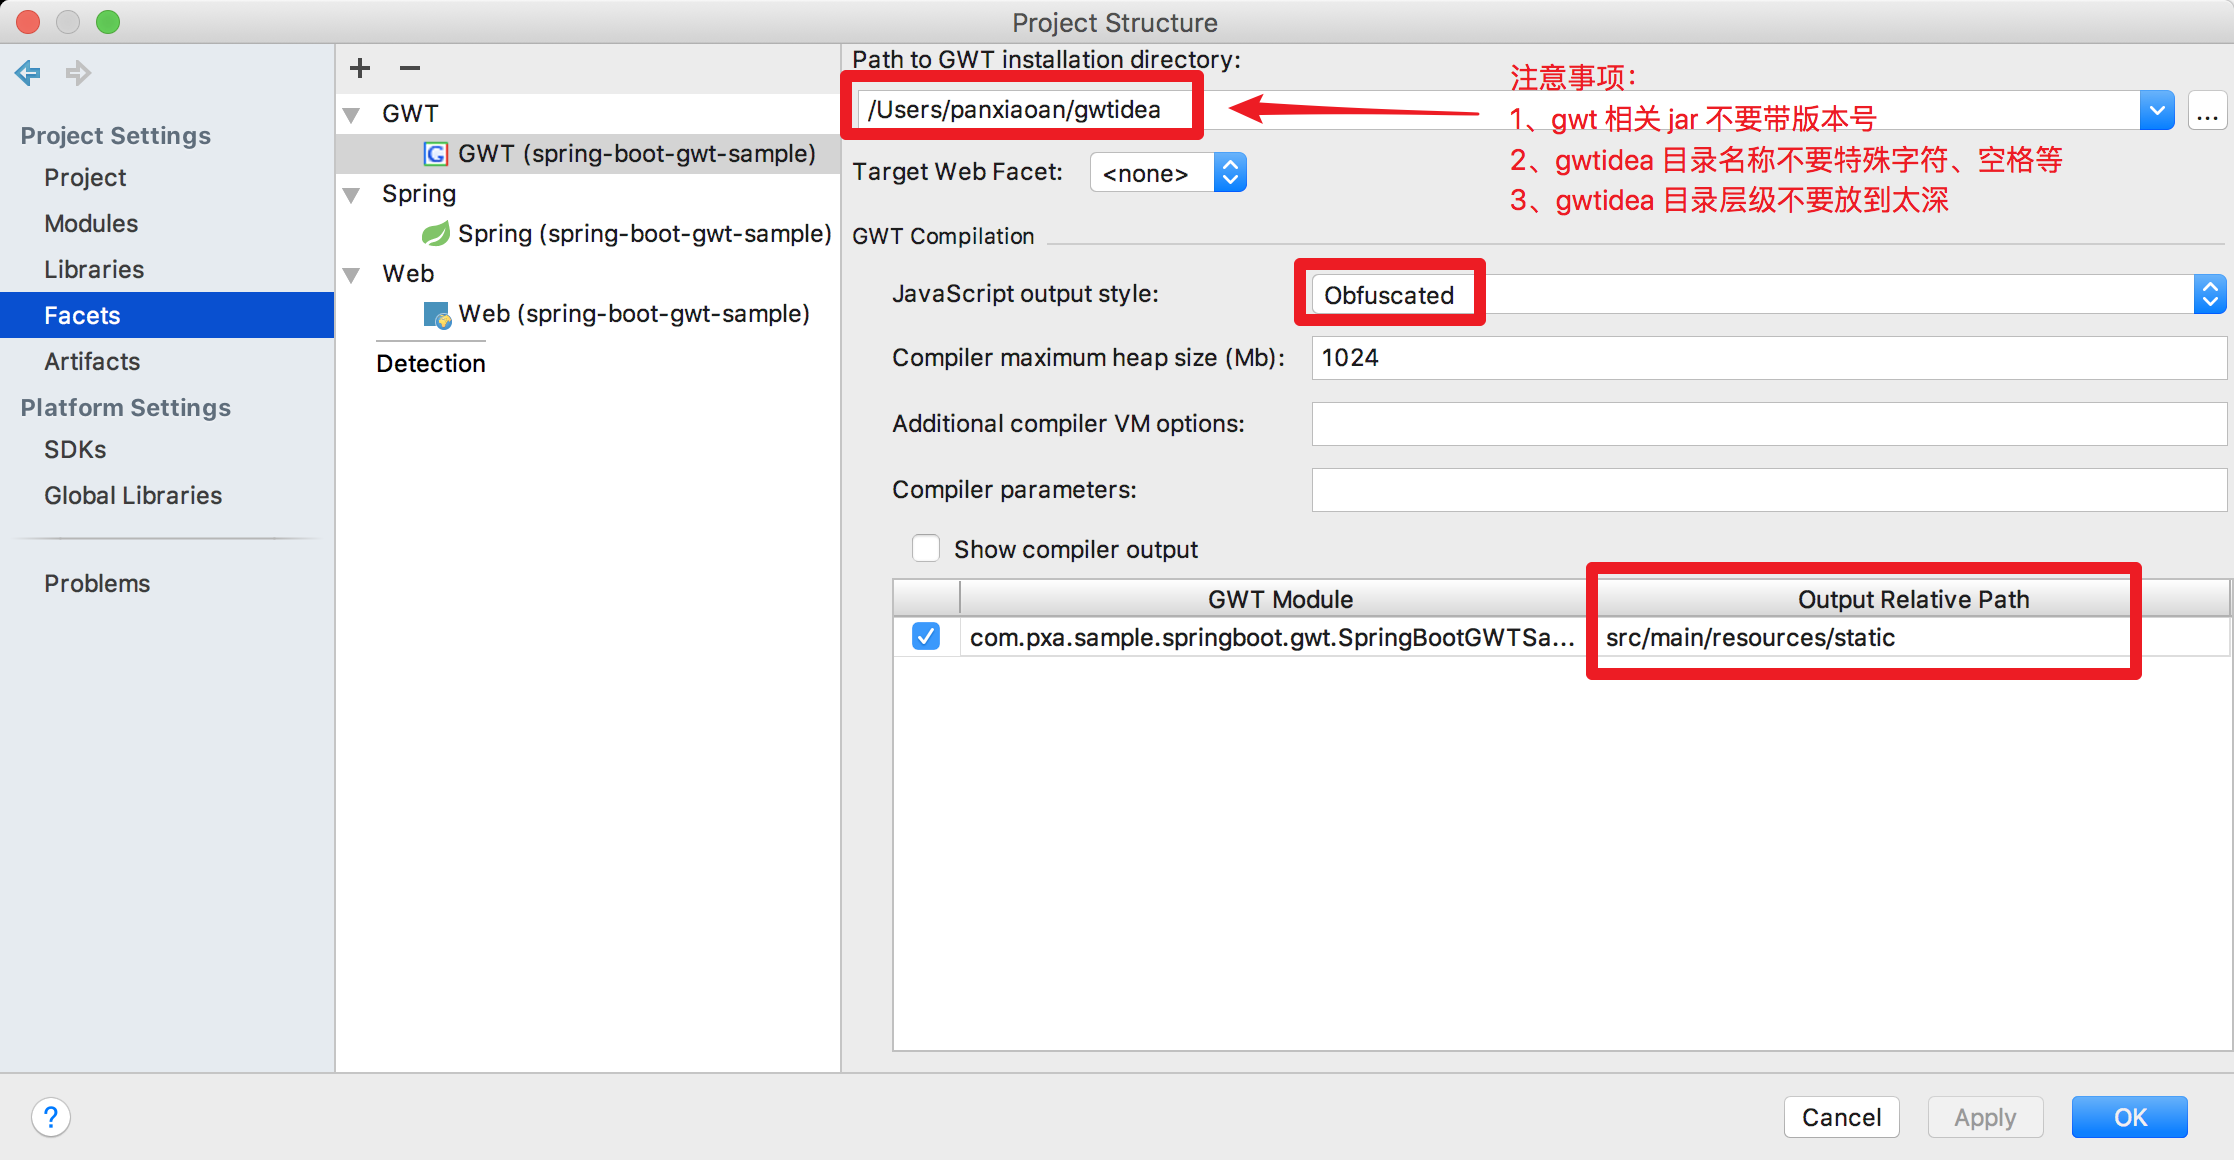 Project Structure
Project Settings
Project
Modules
Libraries
Facets
Artifacts
Platform Settings
SDKs
Global Libraries
Problems
GWT
GWT (spring-boot-gwt-sample)
Spring
Spring (spring-boot-gwt-sample)
Web
Web (spring-boot-gwt-sample)
Detection
Path to GWT installation directory:
/Users/panxiaoan/gwtidea
...
注意事项：
1、gwt 相关 jar 不要带版本号
2、gwtidea 目录名称不要特殊字符、空格等
3、gwtidea 目录层级不要放到太深
Target Web Facet: <none>
GWT Compilation
JavaScript output style: Obfuscated
Compiler maximum heap size (Mb): 1024
Additional compiler VM options:
Compiler parameters:
Show compiler output
GWT Module Output Relative Path
com.pxa.sample.springboot.gwt.SpringBootGWTSa... src/main/resources/static
? Cancel Apply OK